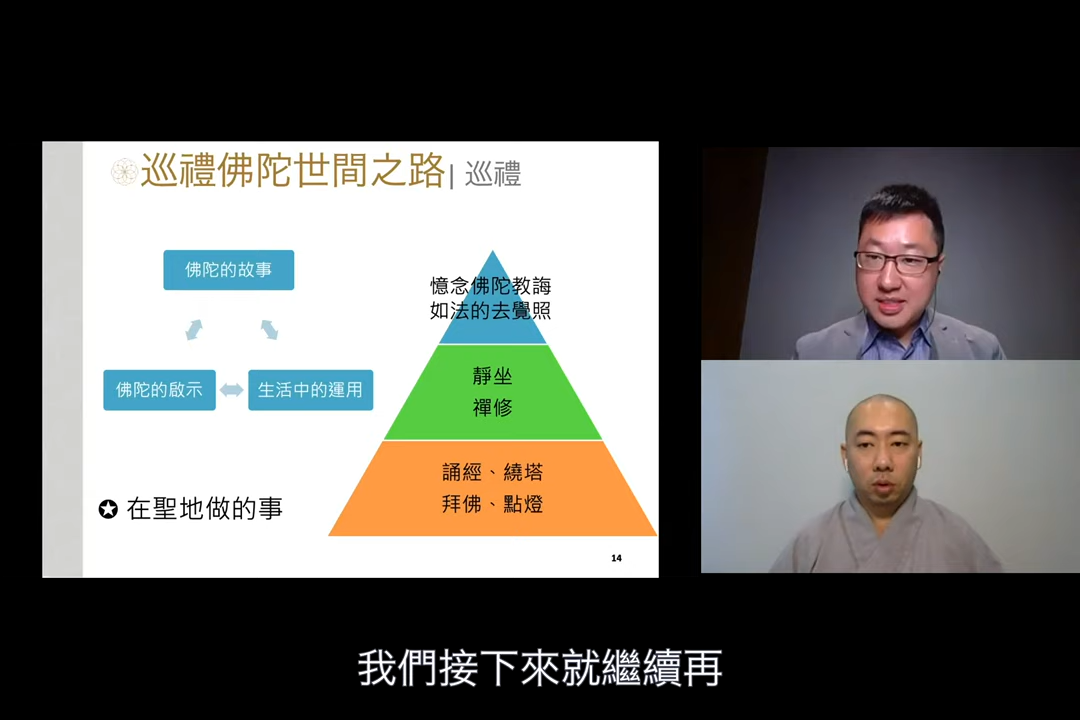 巡禮佛陀世間之路| 巡禮
佛陀的故事
佛陀的啟示
生活中的運用
憶念佛陀教誨
如法的去覺照
靜坐
禪修
誦經、繞塔
拜佛、點燈
✪ 在聖地做的事
14
我們接下來就繼續再